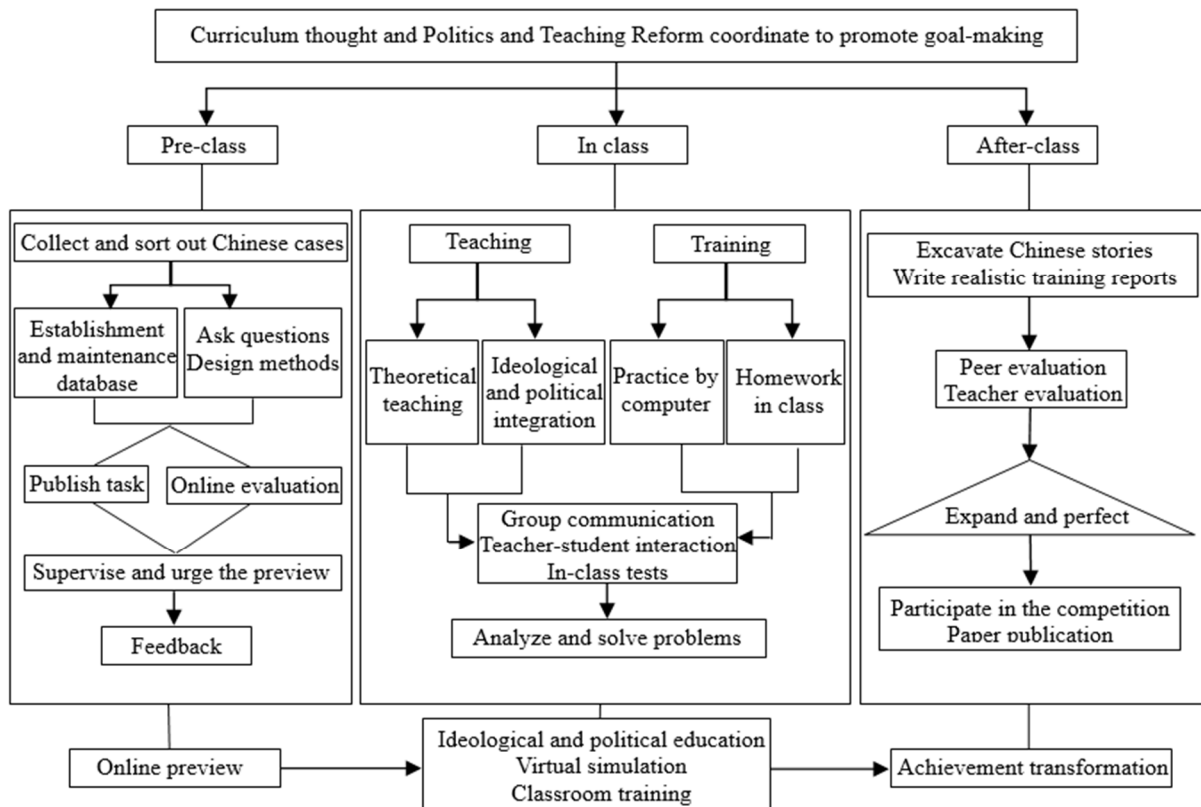 Curriculum thought and Politics and Teaching Reform coordinate to promote goal-making
Pre-class
In class
After-class
Collect and sort out Chinese cases
Establishment
and maintenance
database
Ask questions
Design methods
Publish task
Online evaluation
Supervise and urge the preview
Feedback
Teaching
Training
Theoretical
teaching
Ideological
and political
integration
Practice by
computer
Homework
in class
Group communication
Teacher-student interaction
In-class tests
Analyze and solve problems
Excavate Chinese stories
Write realistic training reports
Peer evaluation
Teacher evaluation
Expand and perfect
Participate in the competition
Paper publication
Online preview
Ideological and political education
Virtual simulation
Classroom training
Achievement transformation